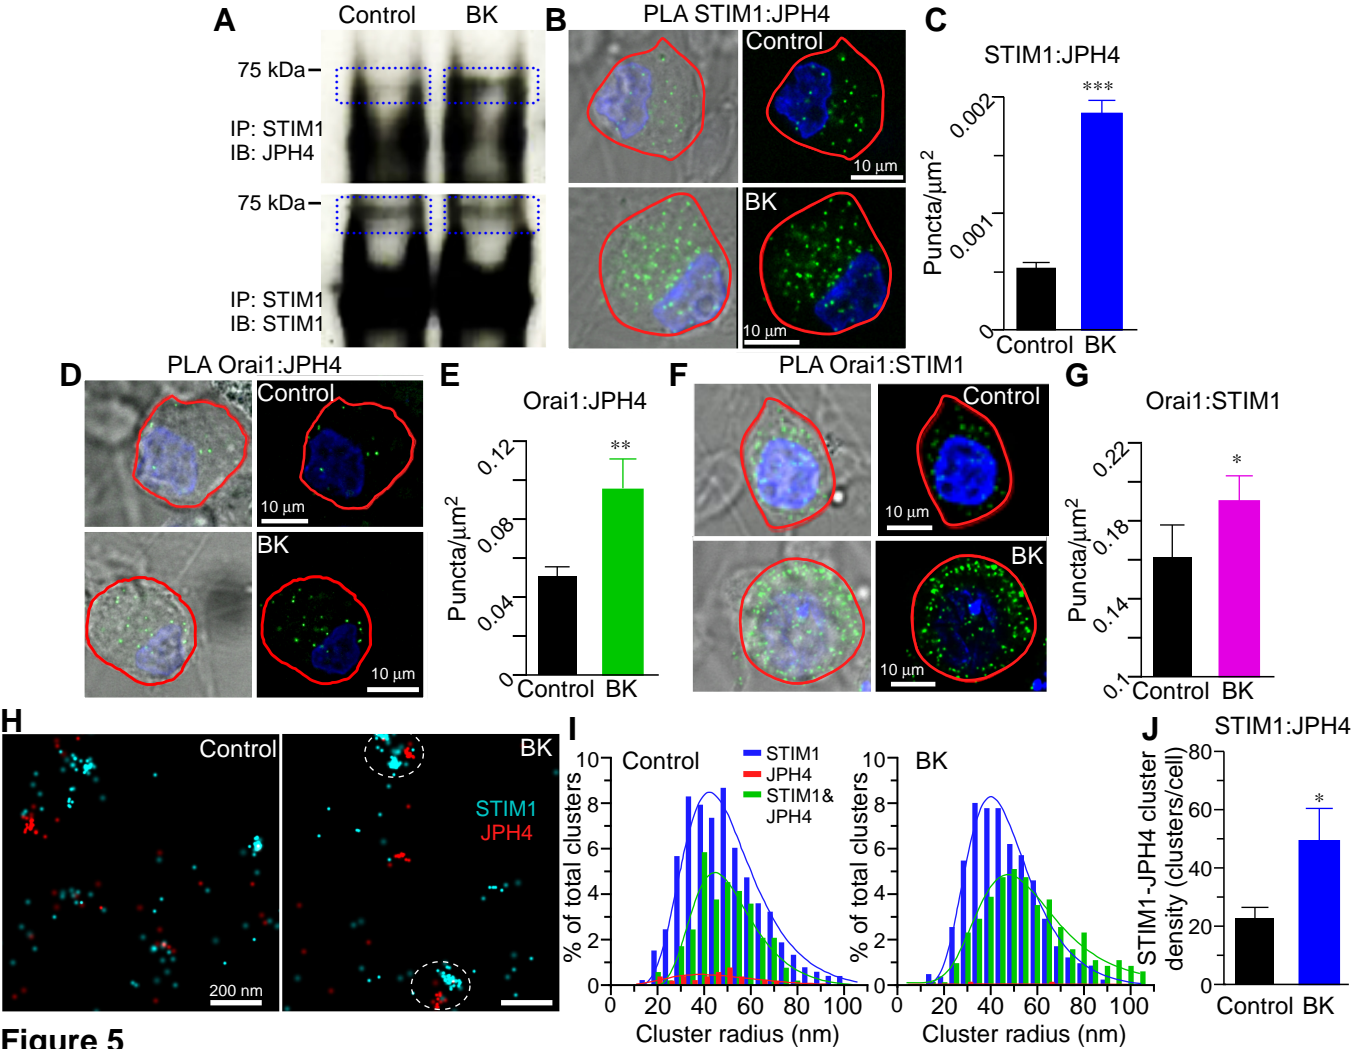 A
Control
BK
75 kDa
IP: STIM1
IB: JPH4
75 kDa
IP: STIM1
IB: STIM1
B
PLA STIM1:JPH4
Control
10 μm
BK
10 μm
C
STIM1:JPH4
***
Puncta/μm2
0.002
0.001
0
Control BK
D
PLA Orai1:JPH4
Control
10 μm
BK
10 μm
E
Orai1:JPH4
**
Puncta/μm2
0.12
0.08
0.04
0
Control BK
F
PLA Orai1:STIM1
Control
10 μm
BK
10 μm
G
Orai1:STIM1
*
Puncta/μm2
0.22
0.18
0.14
0.1
Control BK
H
Control
200 nm
BK
STIM1
JPH4
I
Control
STIM1
JPH4
STIM1&
JPH4
% of total clusters
10
8
6
4
2
0
0 20 40 60 80 100
Cluster radius (nm)
BK
% of total clusters
10
8
6
4
2
0
0 20 40 60 80 100
Cluster radius (nm)
J
STIM1:JPH4
*
STIM1-JPH4 cluster
density (clusters/cell)
80
60
40
20
0
Control BK
Figure 5